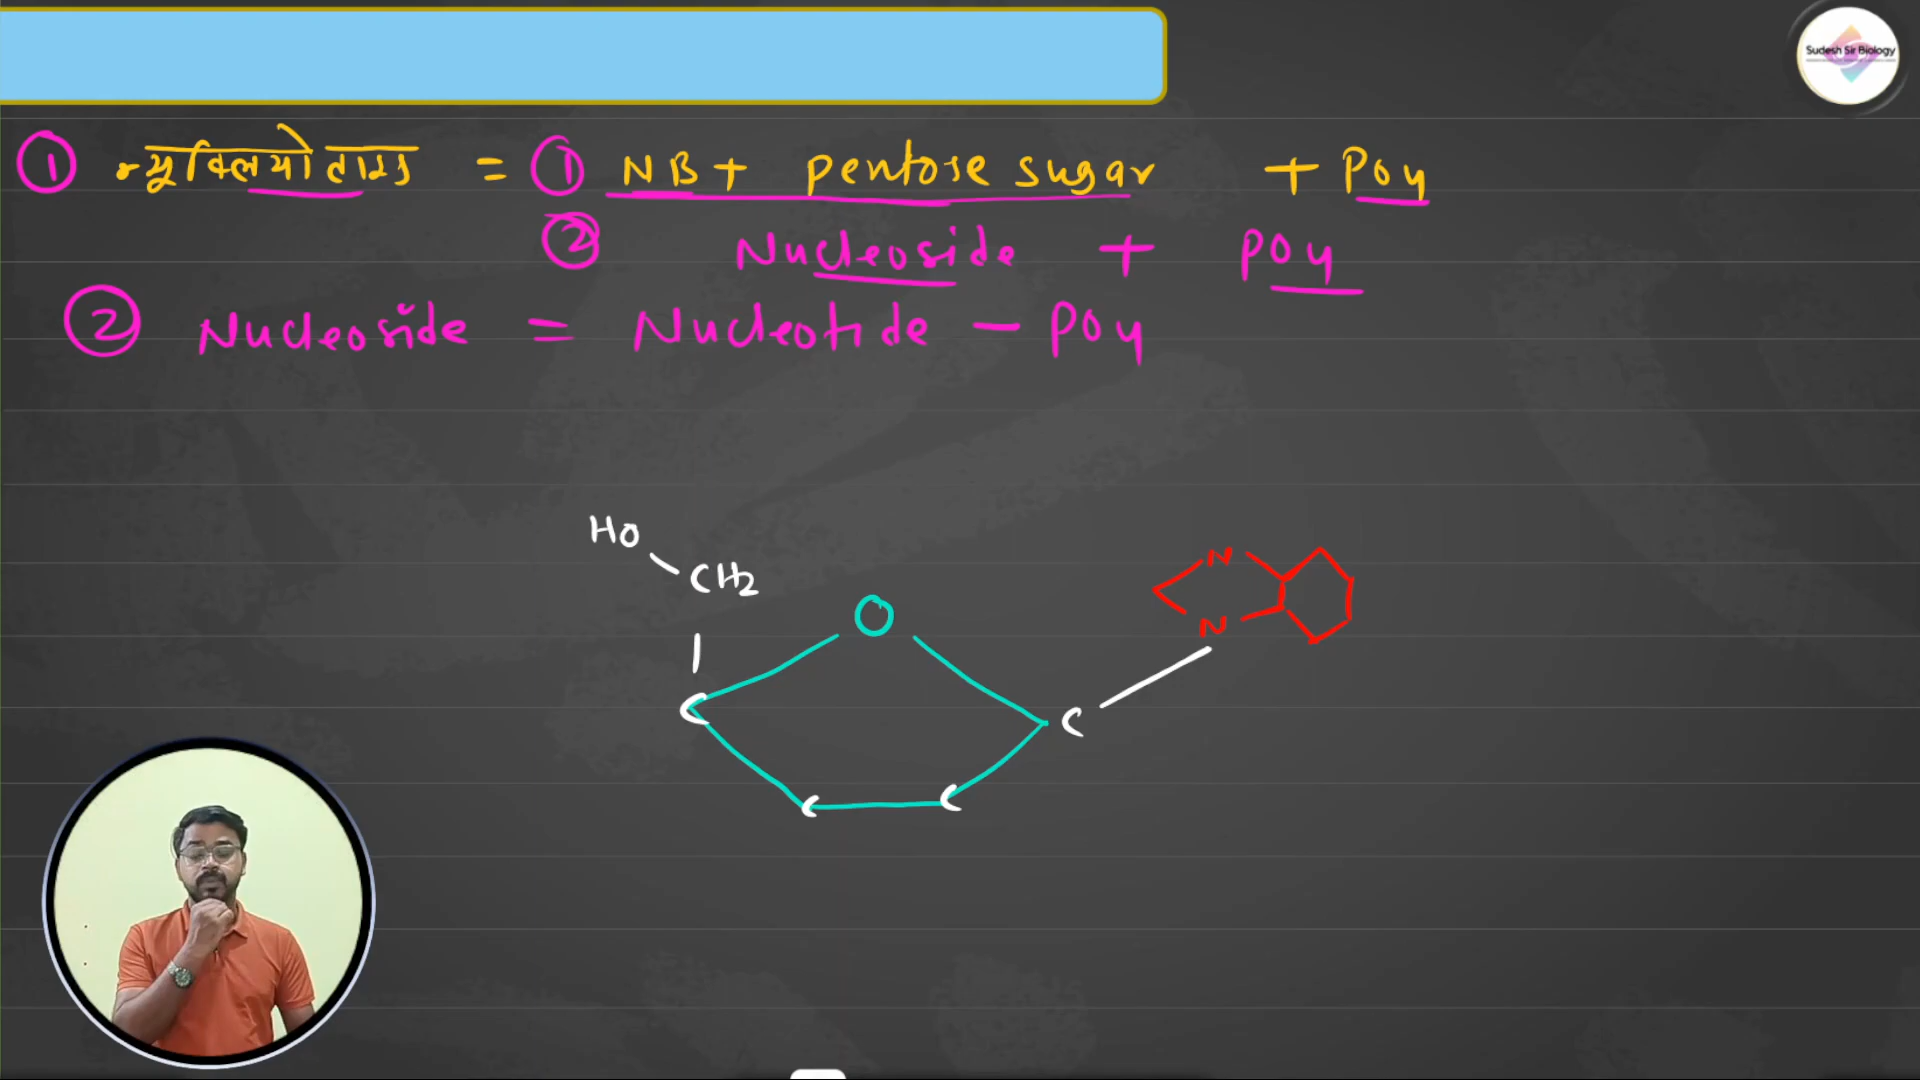 Sudesh Sir Biology
① न्यूक्लियोटाइड = ① NB + pentose sugar + PO4
② Nucleoside + PO4
② Nucleoside = Nucleotide - PO4
HO
CH2
O
N
N
C
C
C
C